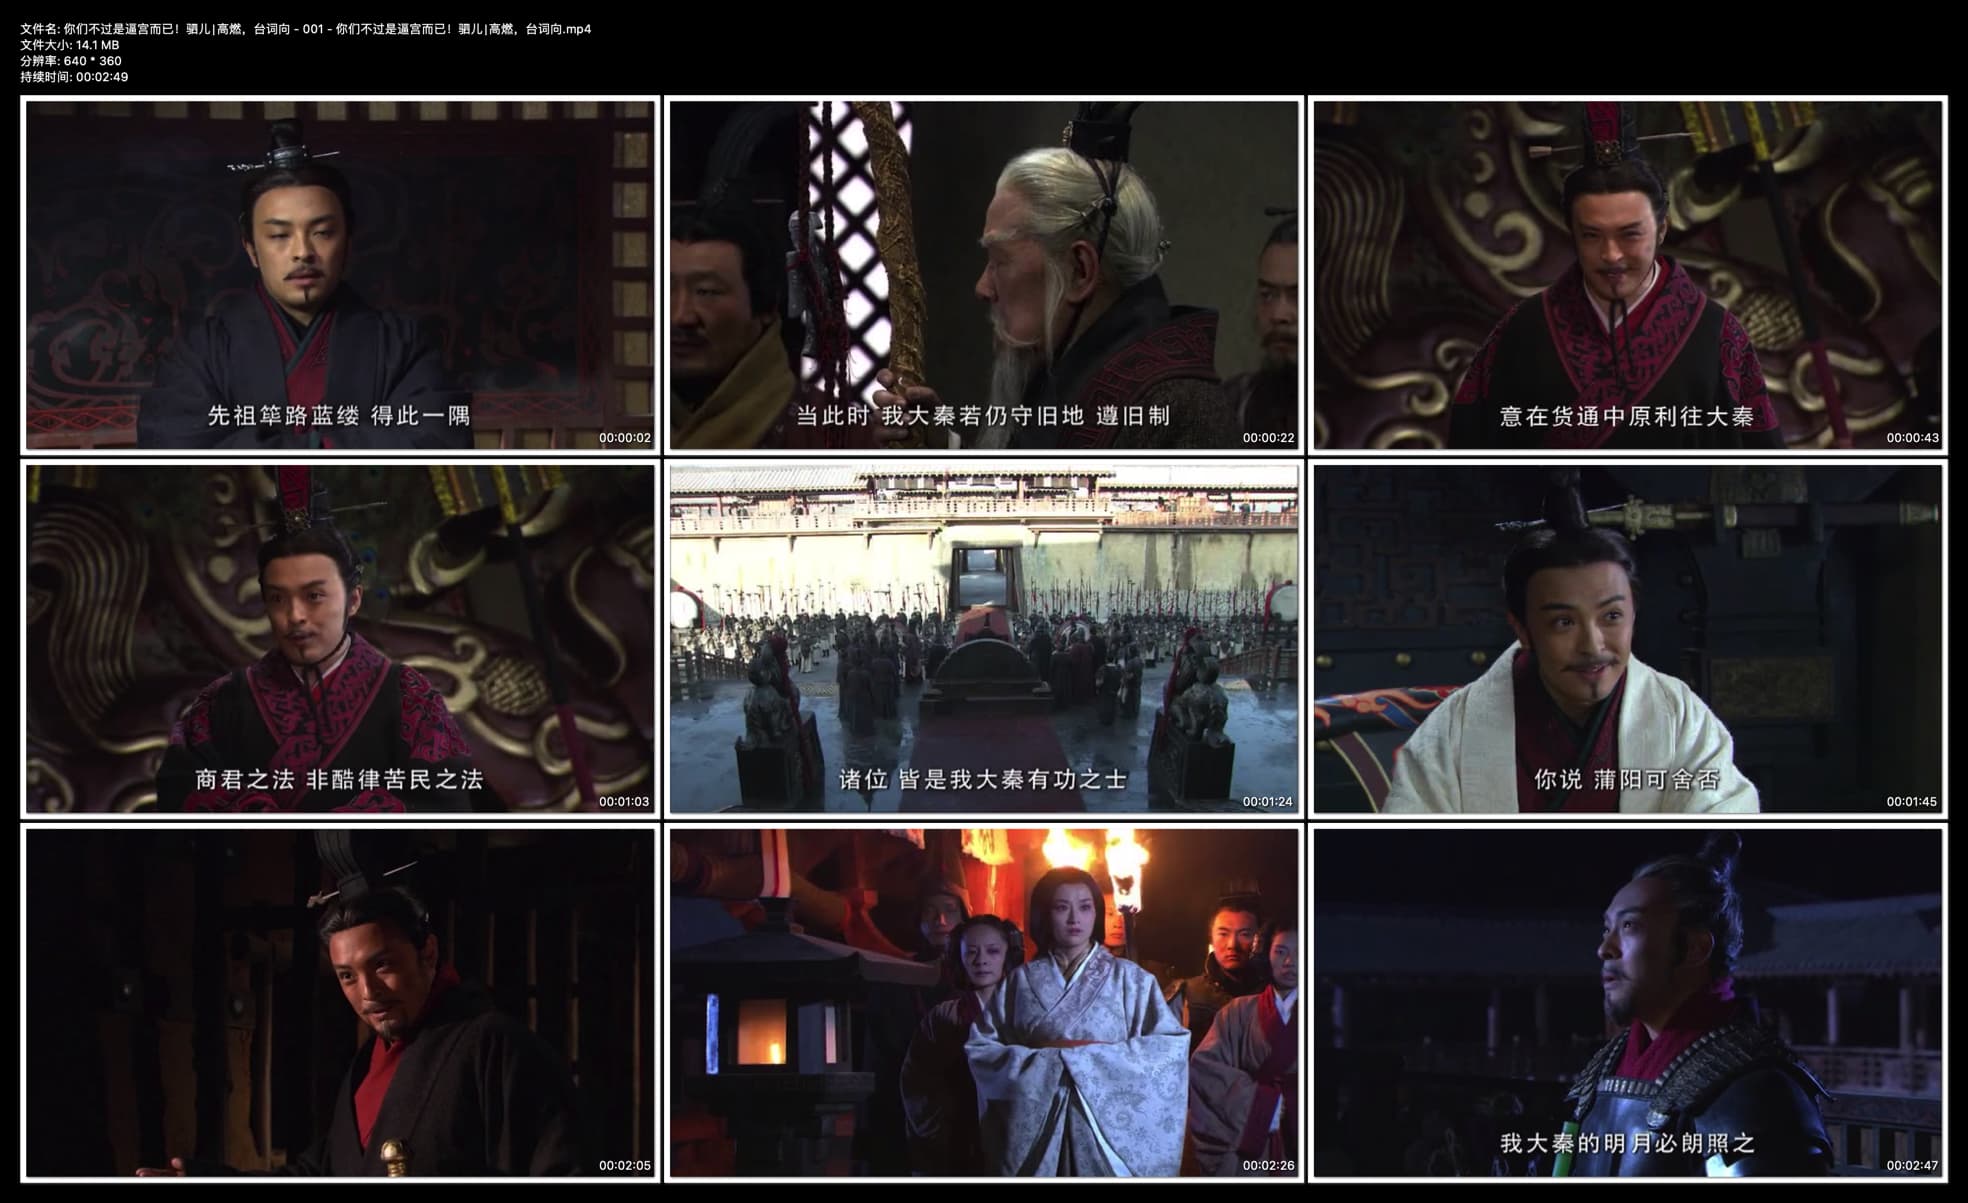 文件名: 你们不过是逼宫而已！驷儿|高燃，台词向 - 001 - 你们不过是逼宫而已！驷儿|高燃，台词向.mp4
文件大小: 14.1 MB
分辨率: 640 * 360
持续时间: 00:02:49
先祖筚路蓝缕 得此一隅
00:00:02
当此时 我大秦若仍守旧地 遵旧制
00:00:22
意在货通中原利往大秦
00:00:43
商君之法 非酷律苦民之法
00:01:03
诸位 皆是我大秦有功之士
00:01:24
你说 蒲阳可舍否
00:01:45
00:02:05
00:02:26
我大秦的明月必朗照之
00:02:47